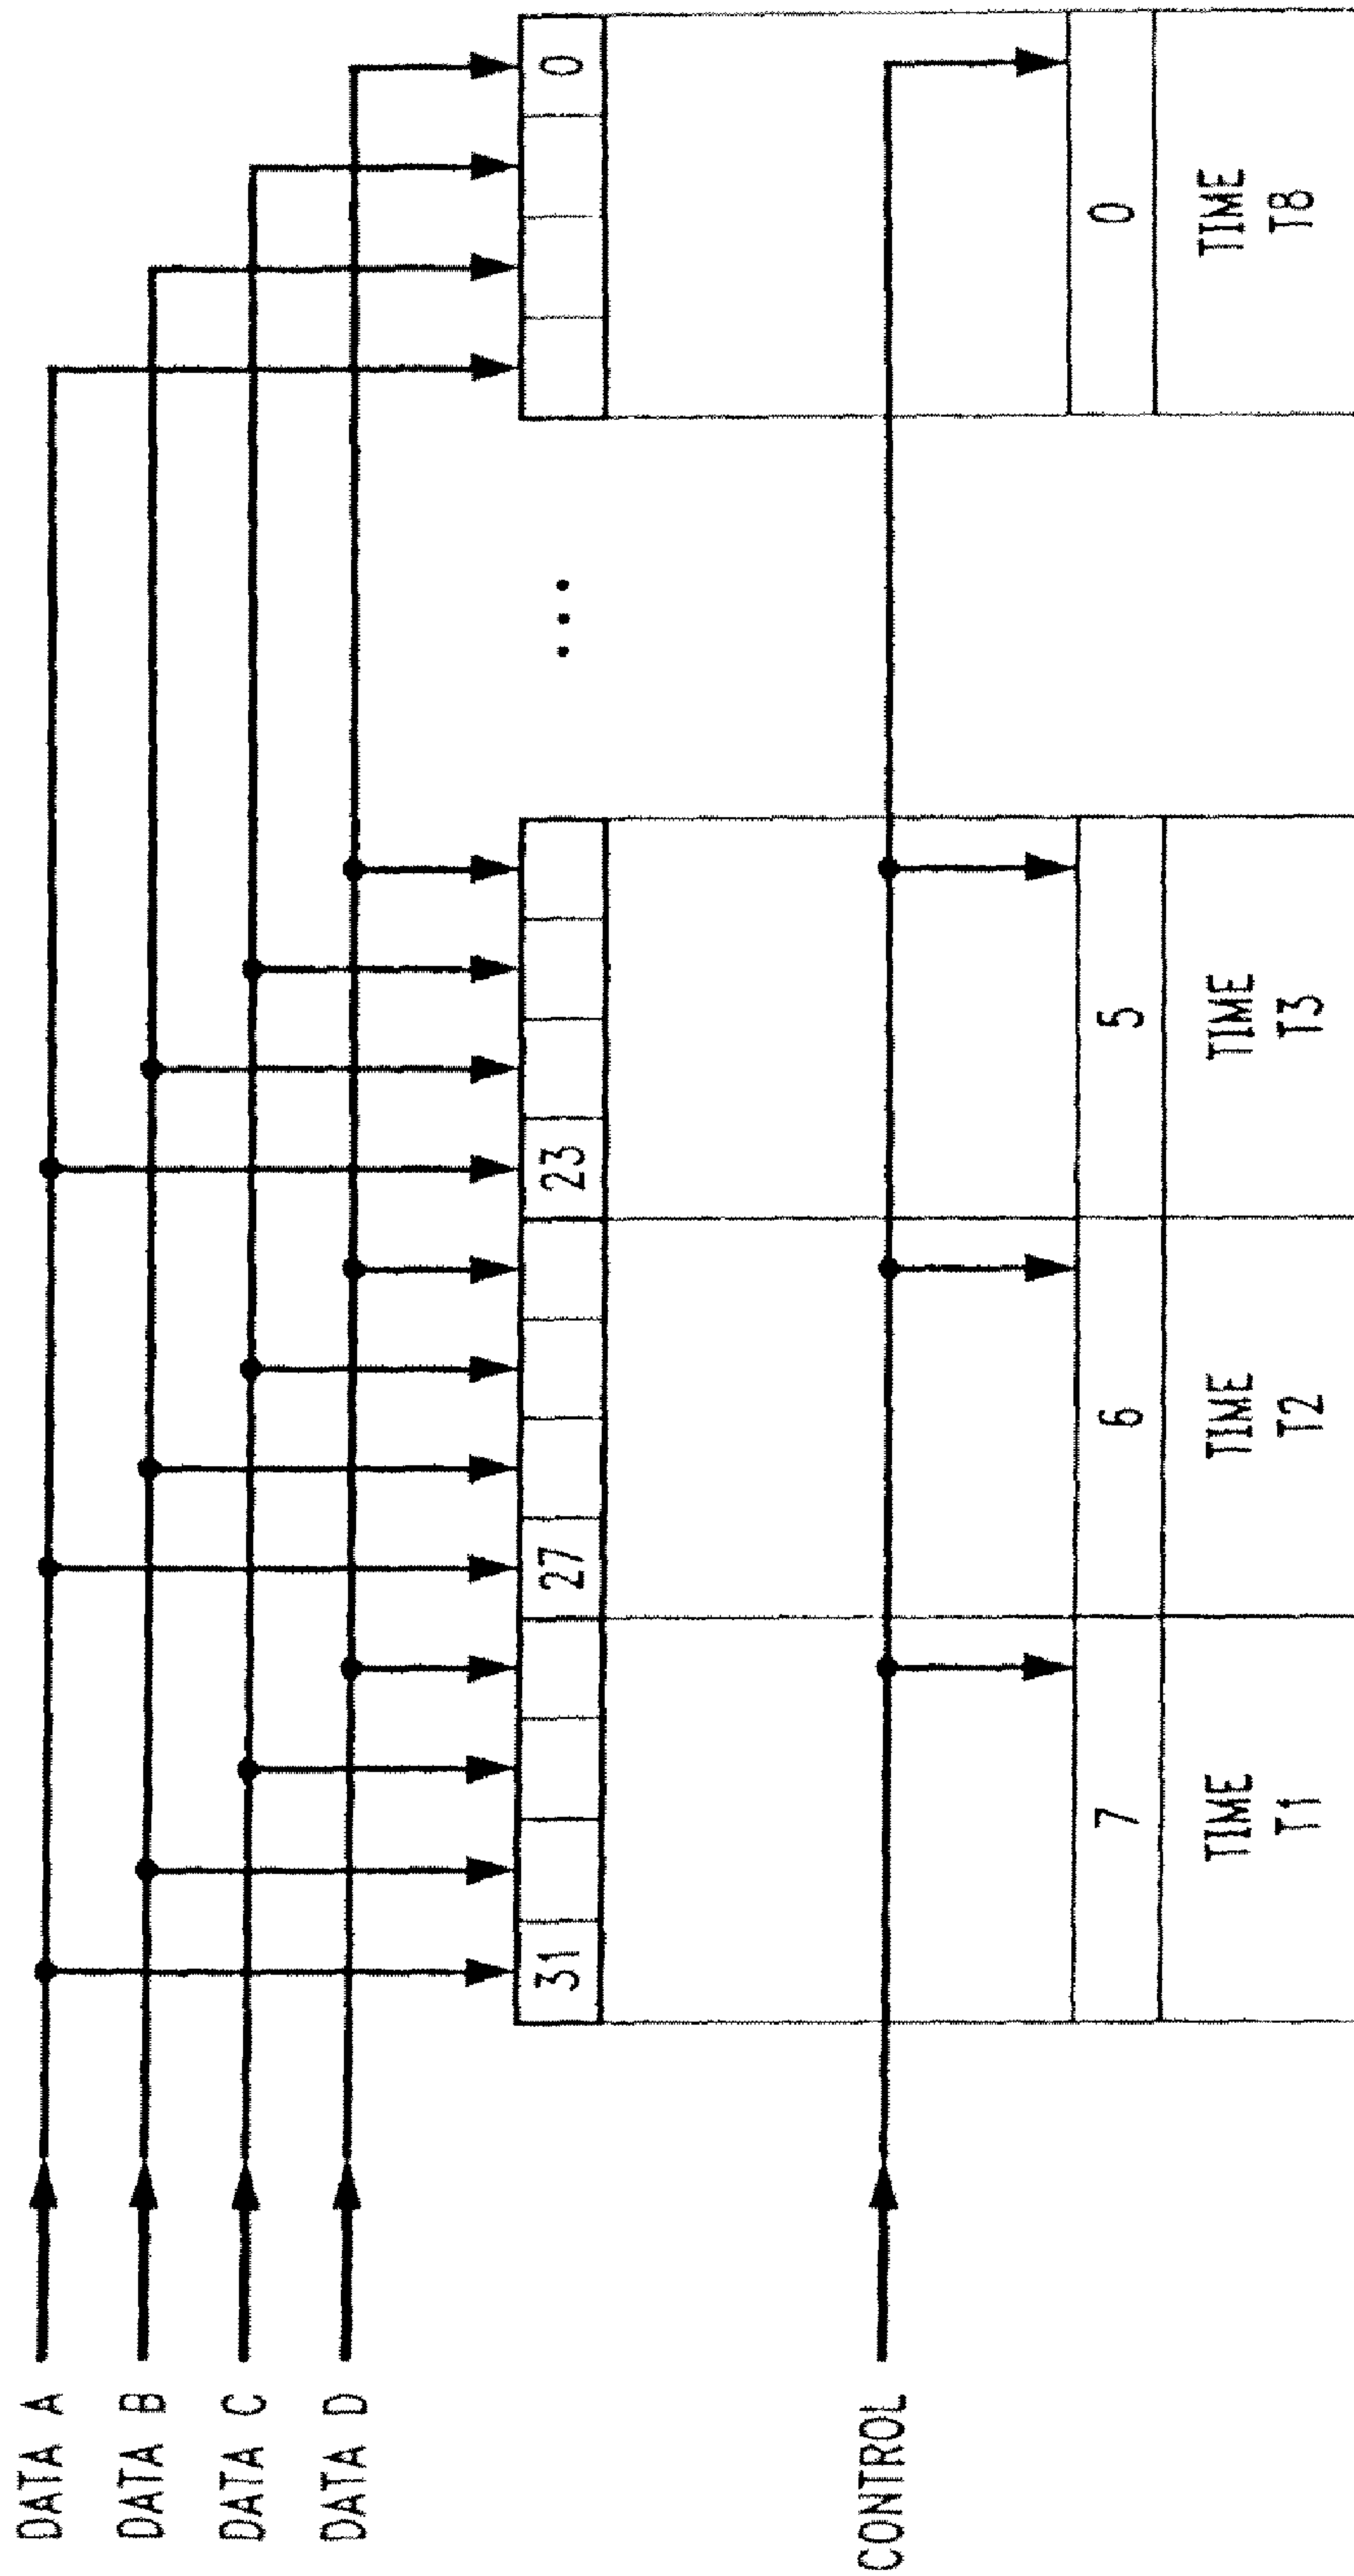 DATA A
DATA B
DATA C
DATA D
31
27
23
0
CONTROL
7
6
5
0
TIME
T1
TIME
T2
TIME
T3
TIME
T8